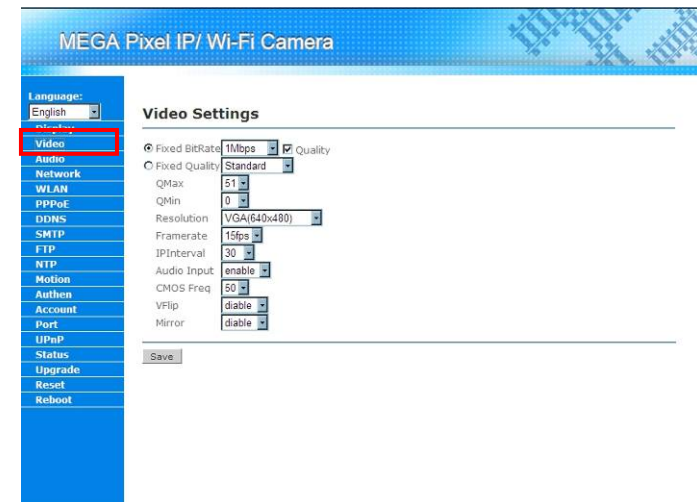 MEGA Pixel IP/ Wi-Fi Camera
Language:
English
Display
Video
Audio
Network
WLAN
PPPoE
DDNS
SMTP
FTP
NTP
Motion
Authen
Account
Port
UPnP
Status
Upgrade
Reset
Reboot
Video Settings
Fixed BitRate 1Mbps Quality
Fixed Quality Standard
QMax 51
QMin 0
Resolution VGA(640x480)
Framerate 15fps
IPInterval 30
Audio Input enable
CMOS Freq 50
VFlip diable
Mirror diable
Save